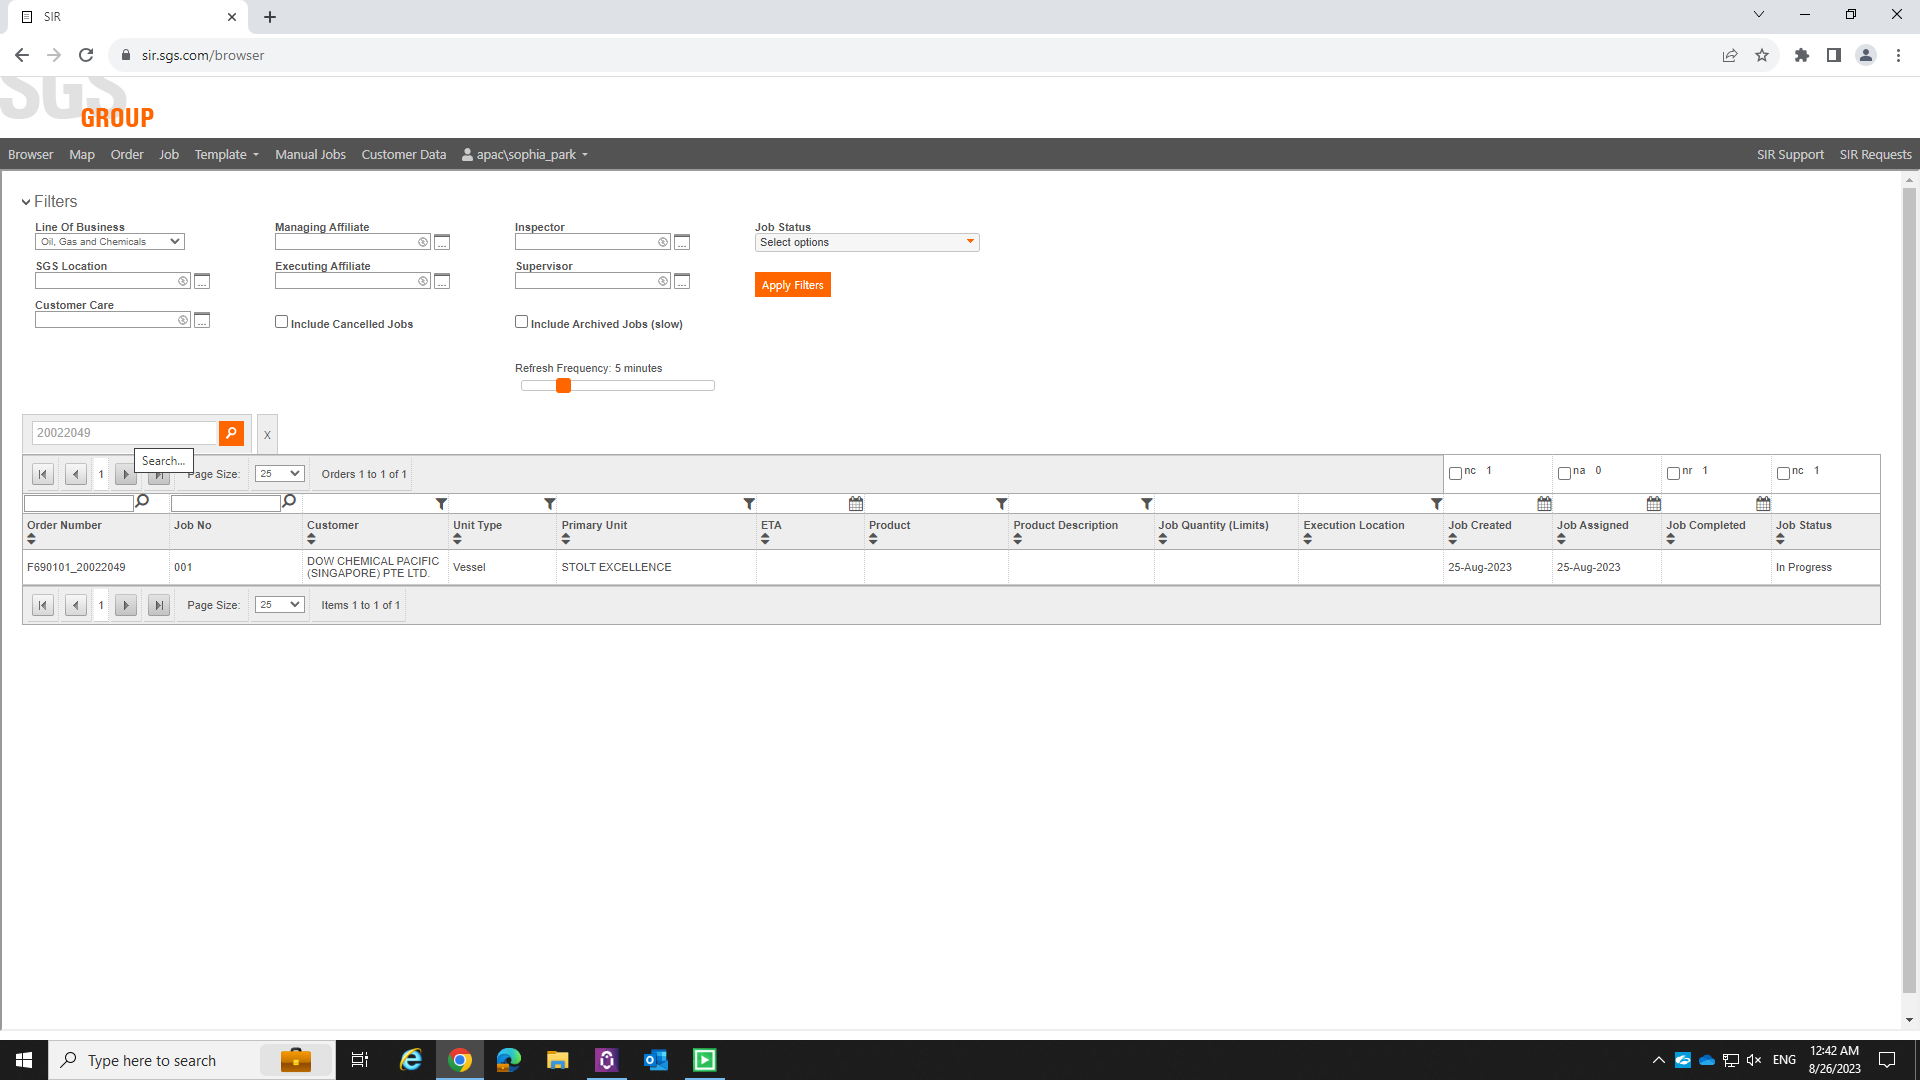 SIR
sir.sgs.com/browser
SGS
GROUP
Browser Map Order Job Template Manual Jobs Customer Data apac\sophia_park SIR Support SIR Requests
Filters
Line Of Business Managing Affiliate Inspector Job Status
Oil, Gas and Chemicals Select options
SGS Location Executing Affiliate Supervisor
Apply Filters
Customer Care
Include Cancelled Jobs Include Archived Jobs (slow)
Refresh Frequency: 5 minutes
20022049 X
Search...
1 Page Size: 25 Orders 1 to 1 of 1 nc 1 na 0 nr 1 nc 1
Order Number Job No Customer Unit Type Primary Unit ETA Product Product Description Job Quantity (Limits) Execution Location Job Created Job Assigned Job Completed Job Status
F690101_20022049 001 DOW CHEMICAL PACIFIC (SINGAPORE) PTE LTD. Vessel STOLT EXCELLENCE 25-Aug-2023 25-Aug-2023 In Progress
1 Page Size: 25 Items 1 to 1 of 1
Type here to search ENG 12:42 AM
8/26/2023